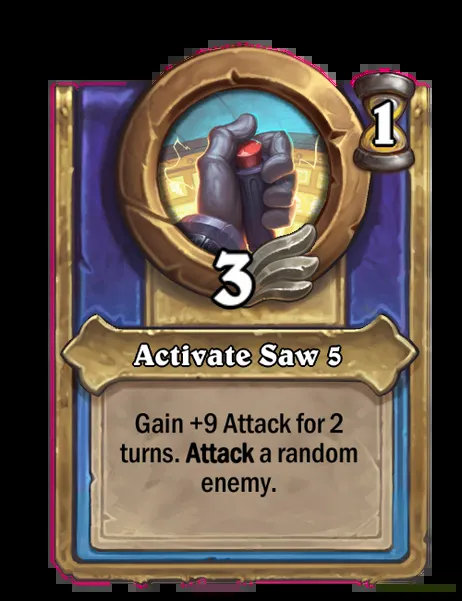 1
3
Activate Saw 5
Gain +9 Attack for 2
turns. Attack a random
enemy.